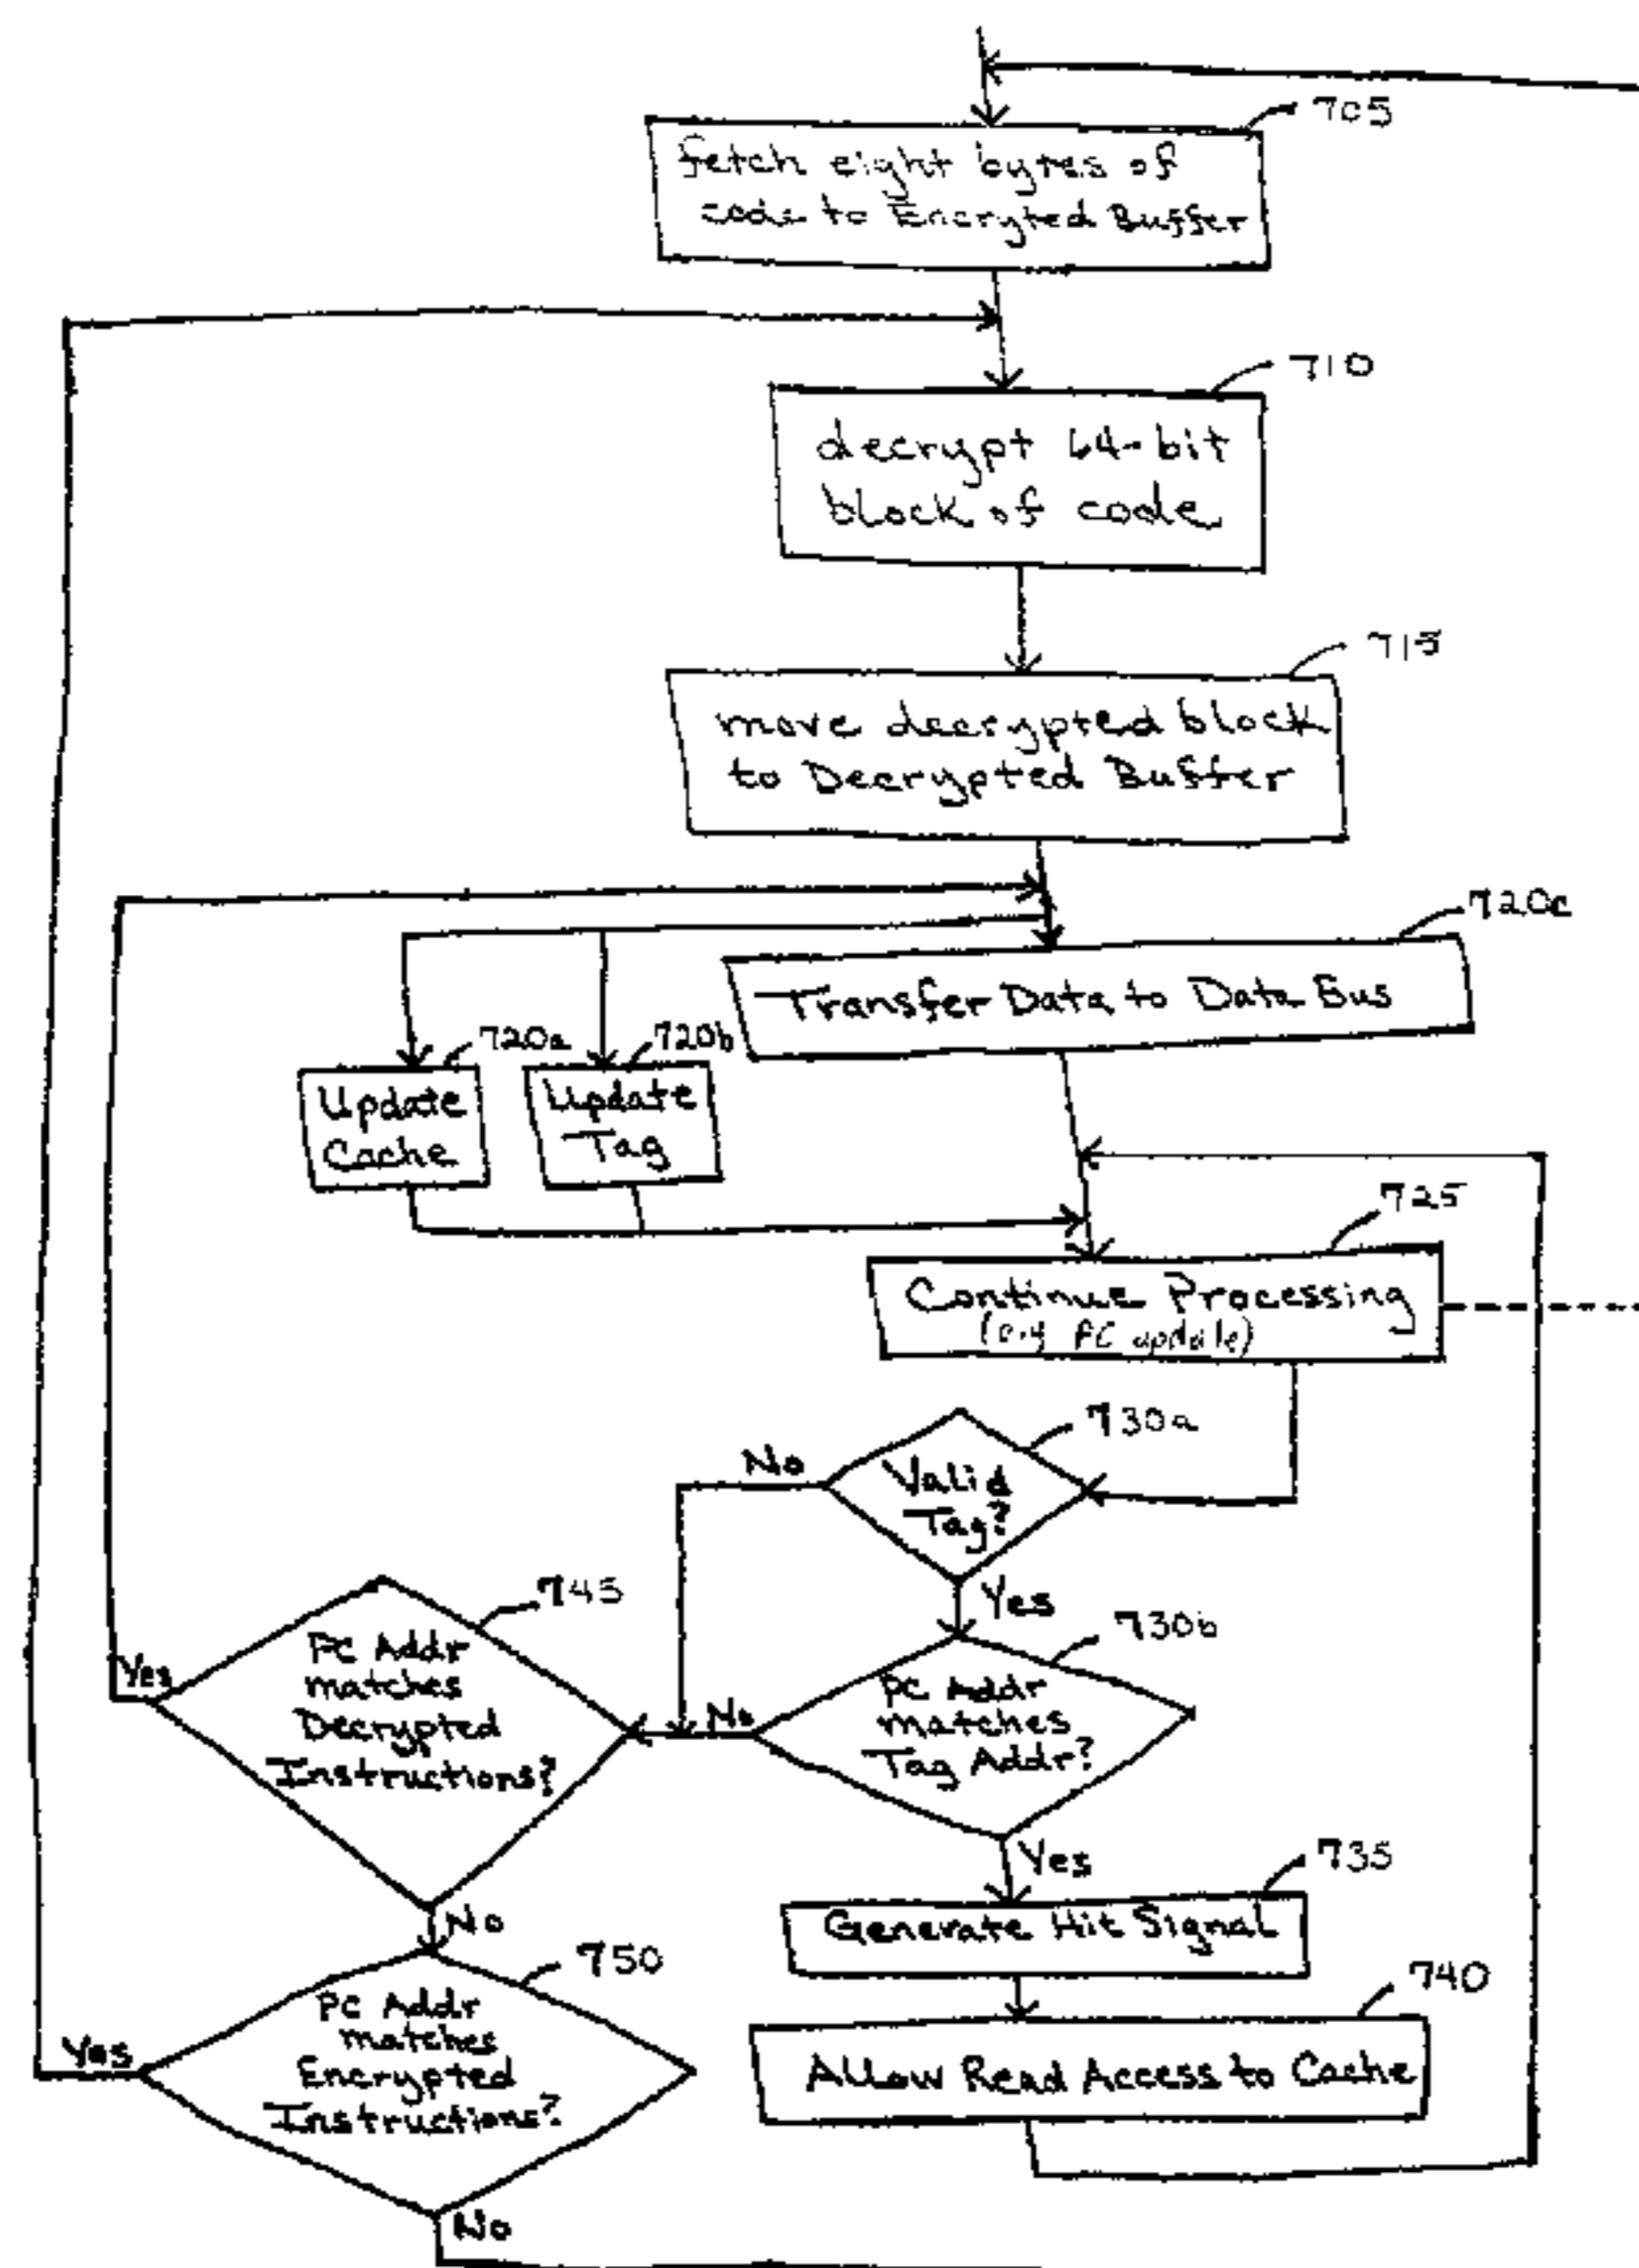 705
fetch eight bytes of
code to Encryted Buffer
710
decrypt 64-bit
block of code
715
move decrypted block
to Decrypted Buffer
720c
Transfer Data to Data Bus
720a
720b
Update
Cache
Update
Tag
725
Continue Processing
(e.g PC update)
730a
No
Valid
Tag?
Yes
745
730b
PC Addr
matches
Decrypted
Instructions?
Yes
No
PC Addr
matches
Tag Addr?
Yes
735
No
Generate Hit Signal
750
740
PC Addr
matches
Encrypted
Instructions?
Yes
Allow Read Access to Cache
No